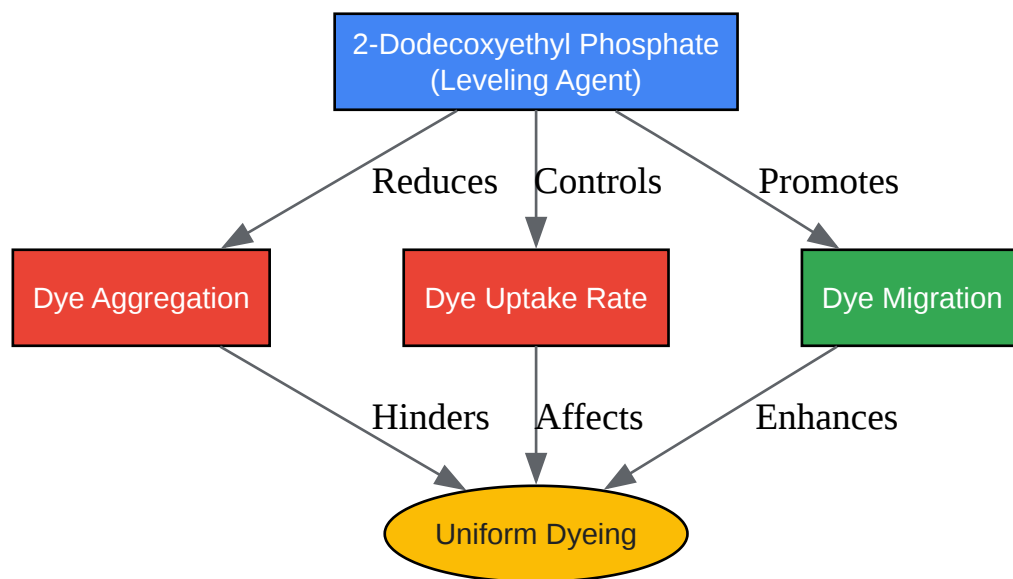 2-Dodecoxyethyl Phosphate
(Leveling Agent)
Reduces
Controls
Promotes
Dye Aggregation
Dye Uptake Rate
Dye Migration
Hinders
Affects
Enhances
Uniform Dyeing